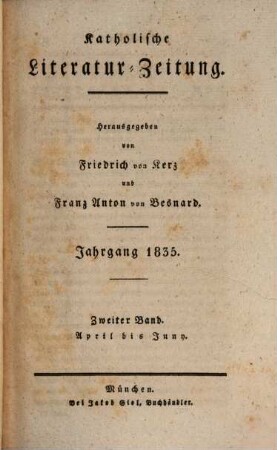 Katholische
Literatur-Zeitung.
Herausgegeben
von
Friedrich von Kerz
und
Franz Anton von Besnard.
Jahrgang 1835.
Zweiter Band.
April bis Juny.
München.
Bei Jakob Giel, Buchhändler.